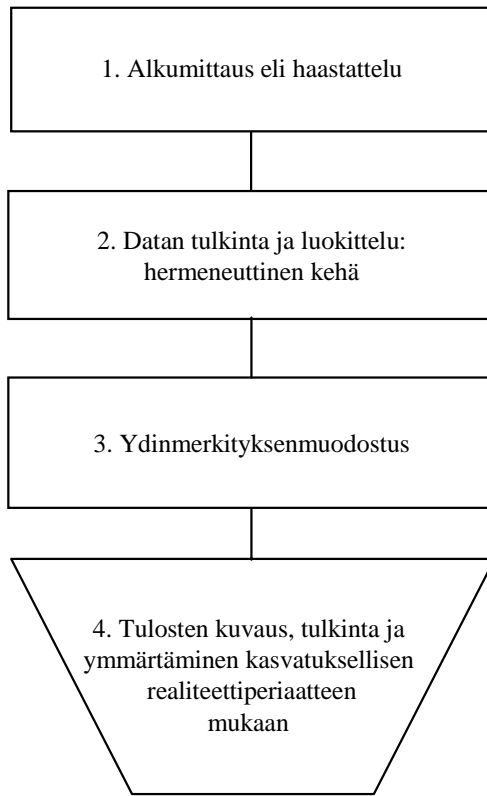 1. Alkumittaus eli haastattelu
2. Datan tulkinta ja luokittelu:
hermeneuttinen kehä
3. Ydinmerkityksenmuodostus
4. Tulosten kuvaus, tulkinta ja
ymmärtäminen kasvatuksellisen
realiteettiperiaatteen
mukaan